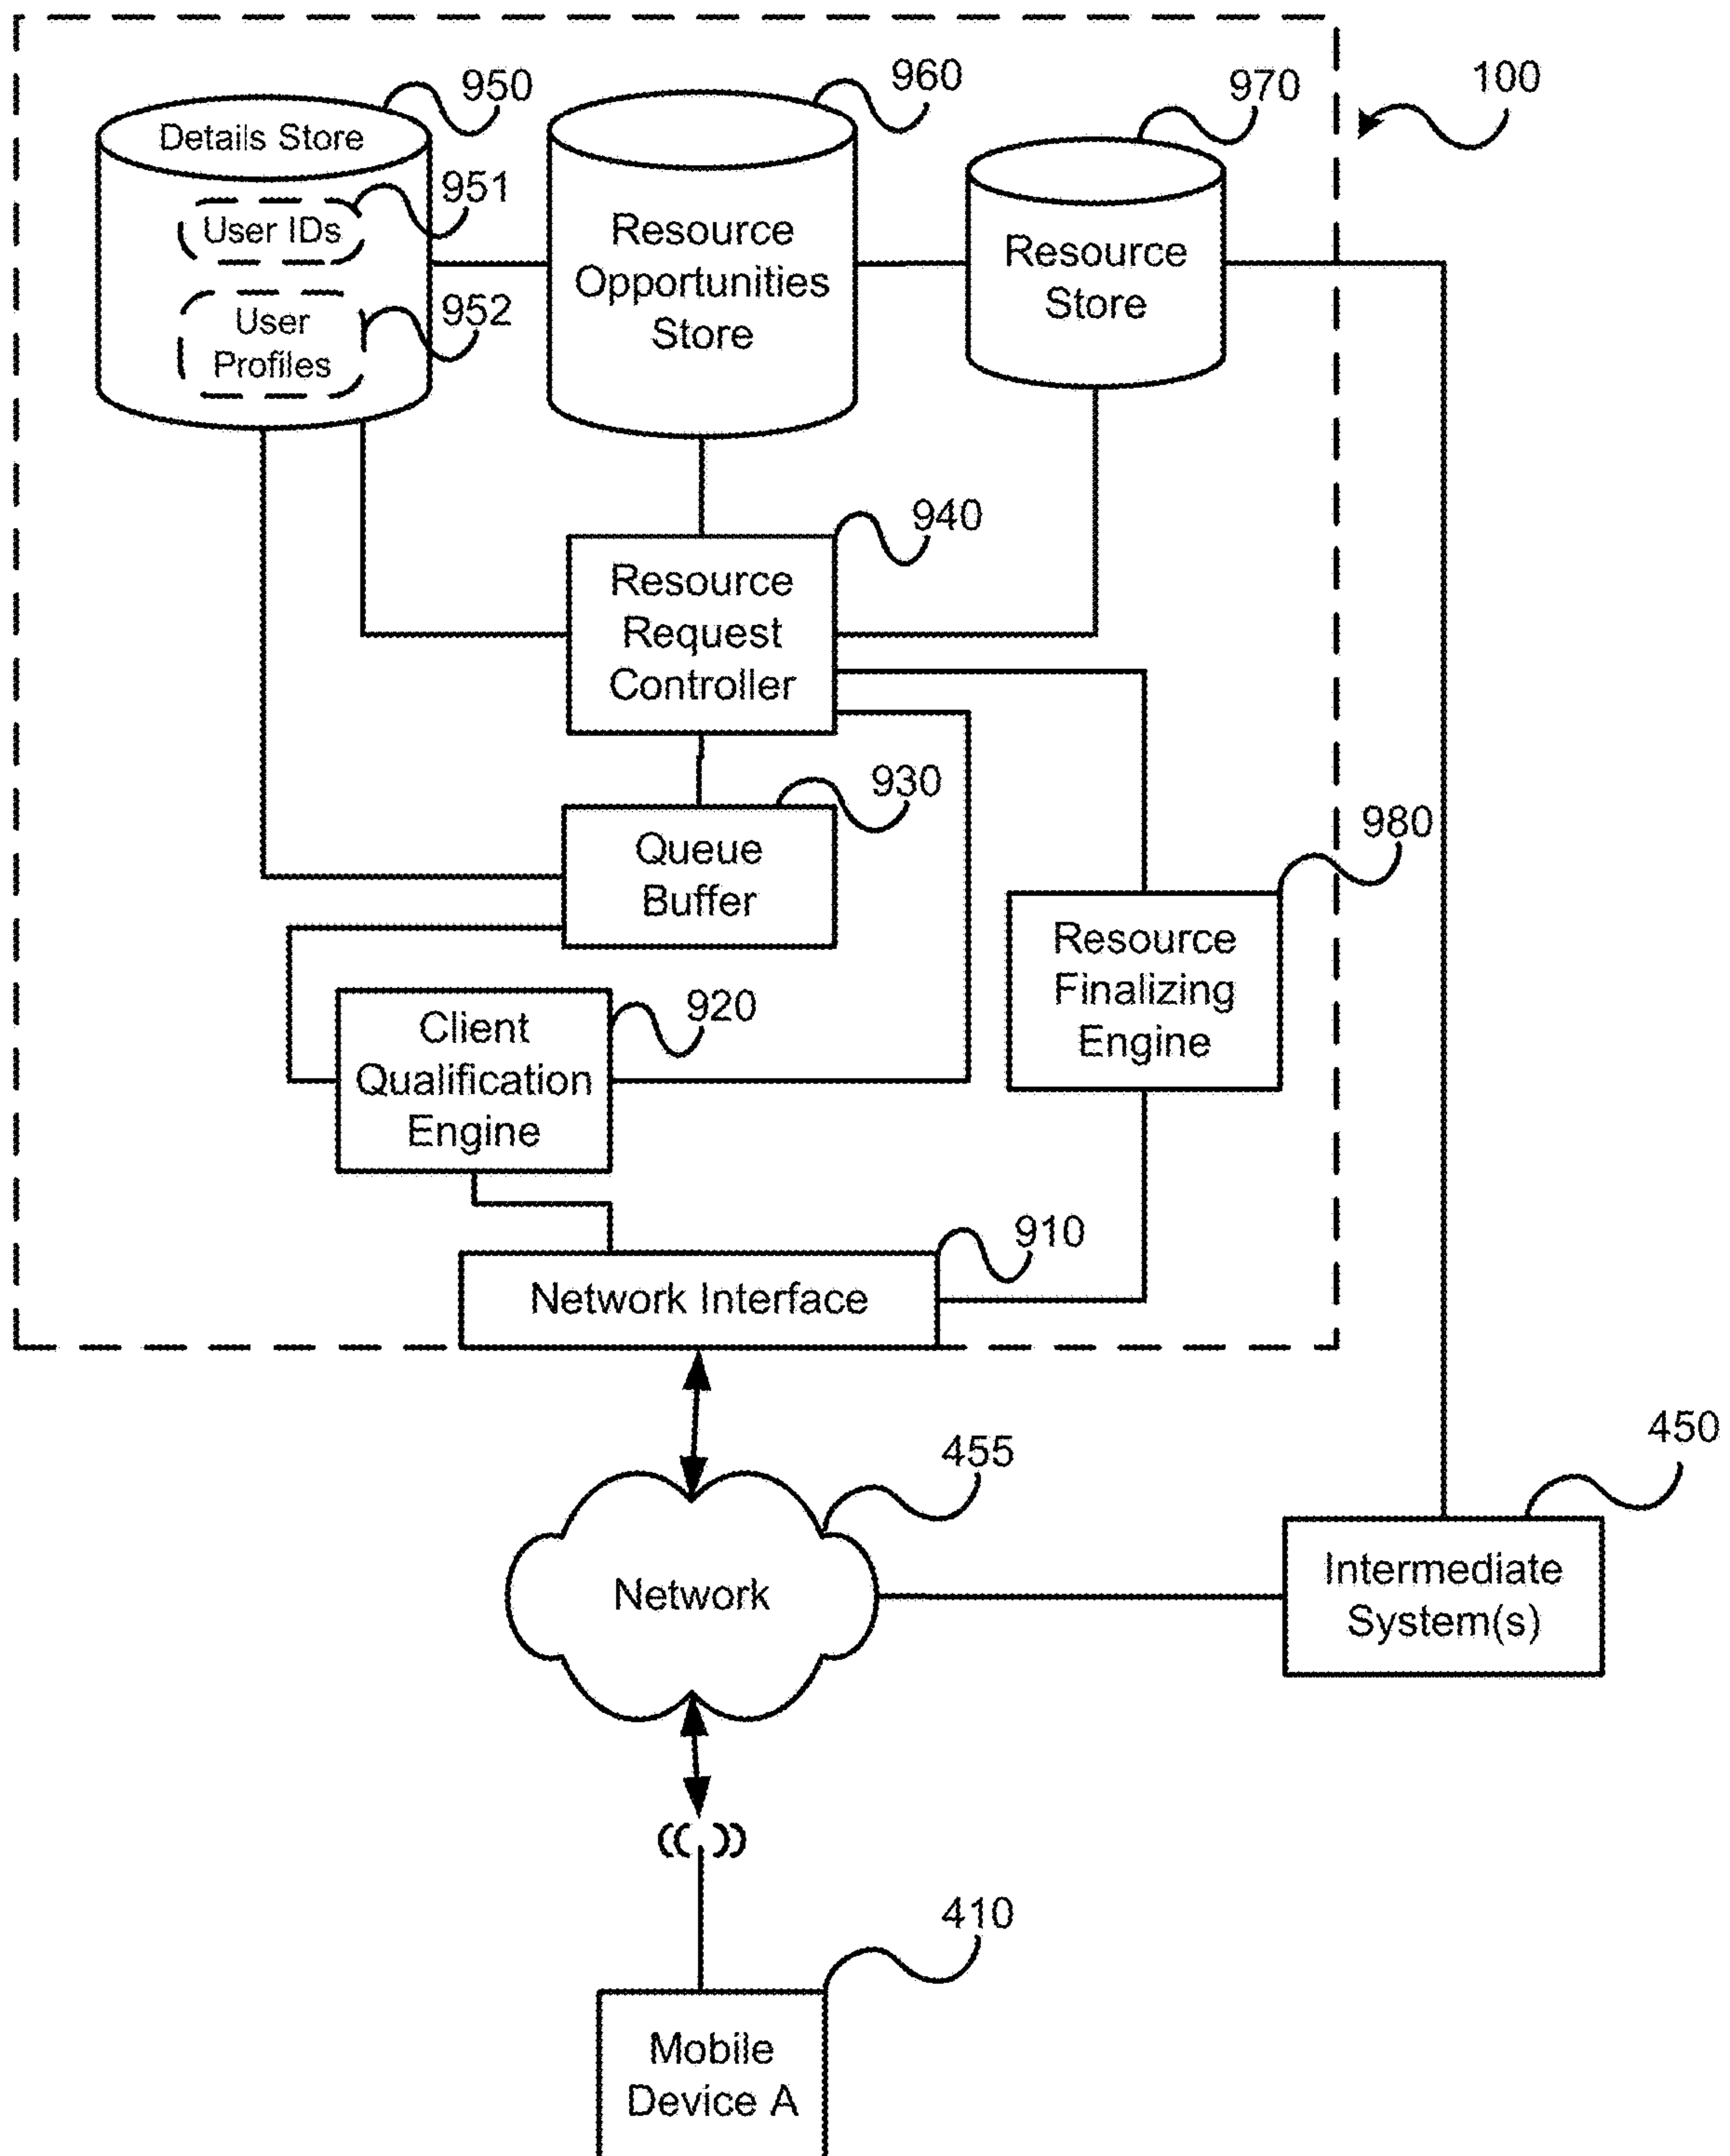 950
960
970
100
Details Store
951
User IDs
952
User
Profiles
Resource
Opportunities
Store
Resource
Store
940
Resource
Request
Controller
930
Queue
Buffer
980
Resource
Finalizing
Engine
920
Client
Qualification
Engine
910
Network Interface
455
Network
450
Intermediate
System(s)
410
Mobile
Device A